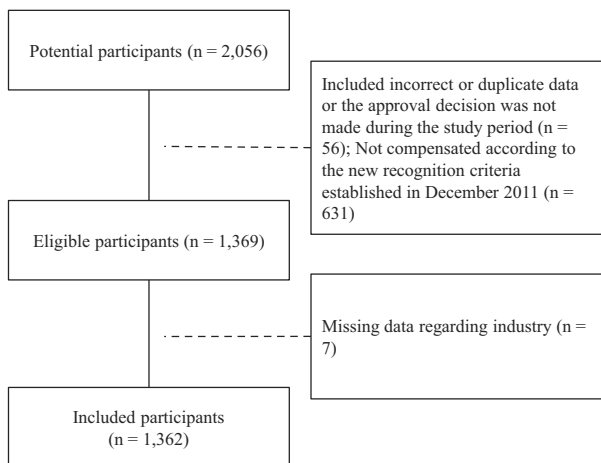 Potential participants (n = 2,056)
Included incorrect or duplicate data
or the approval decision was not
made during the study period (n =
56); Not compensated according to
the new recognition criteria
established in December 2011 (n =
631)
Eligible participants (n = 1,369)
Missing data regarding industry (n =
7)
Included participants
(n = 1,362)